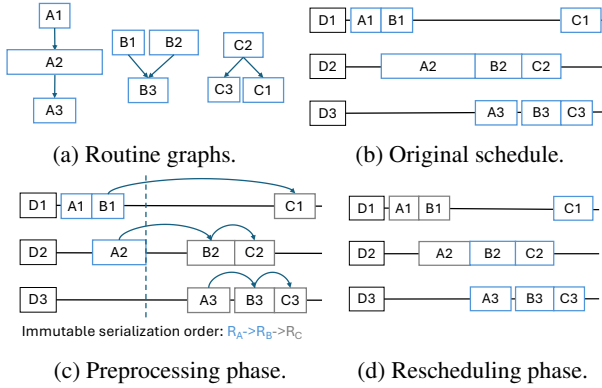 A1
A2
A3
B1 B2
B3
C2
C3 C1
(a) Routine graphs.
D1 A1 B1 C1
D2 A2 B2 C2
D3 A3 B3 C3
(b) Original schedule.
D1 A1 B1 C1
D2 A2 B2 C2
D3 A3 B3 C3
Immutable serialization order: RA->RB->RC
(c) Preprocessing phase.
D1 A1 B1 C1
D2 A2 B2 C2
D3 A3 B3 C3
(d) Rescheduling phase.